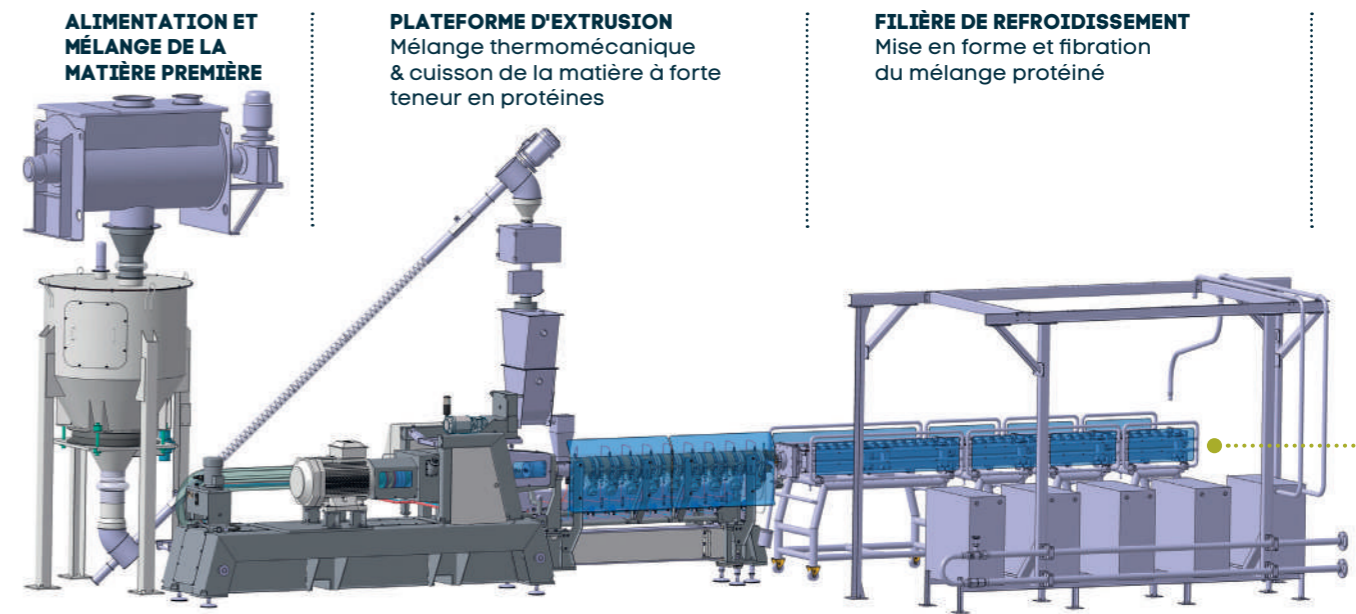 ALIMENTATION ET
MÉLANGE DE LA
MATIÈRE PREMIÈRE
PLATEFORME D'EXTRUSION
Mélange thermomécanique
& cuisson de la matière à forte
teneur en protéines
FILIÈRE DE REFROIDISSEMENT
Mise en forme et fibration
du mélange protéiné